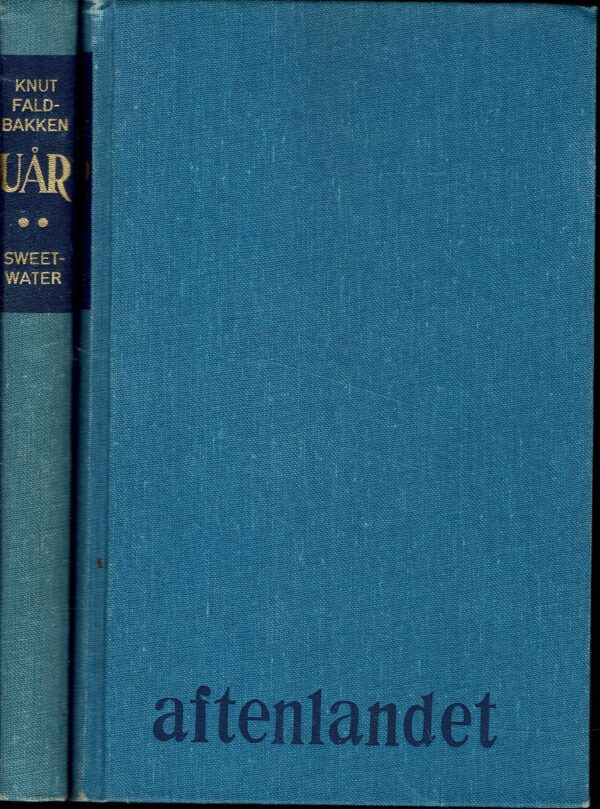 KNUT
FALD-
BAKKEN
UÅR
••
SWEET-
WATER
aftenlandet